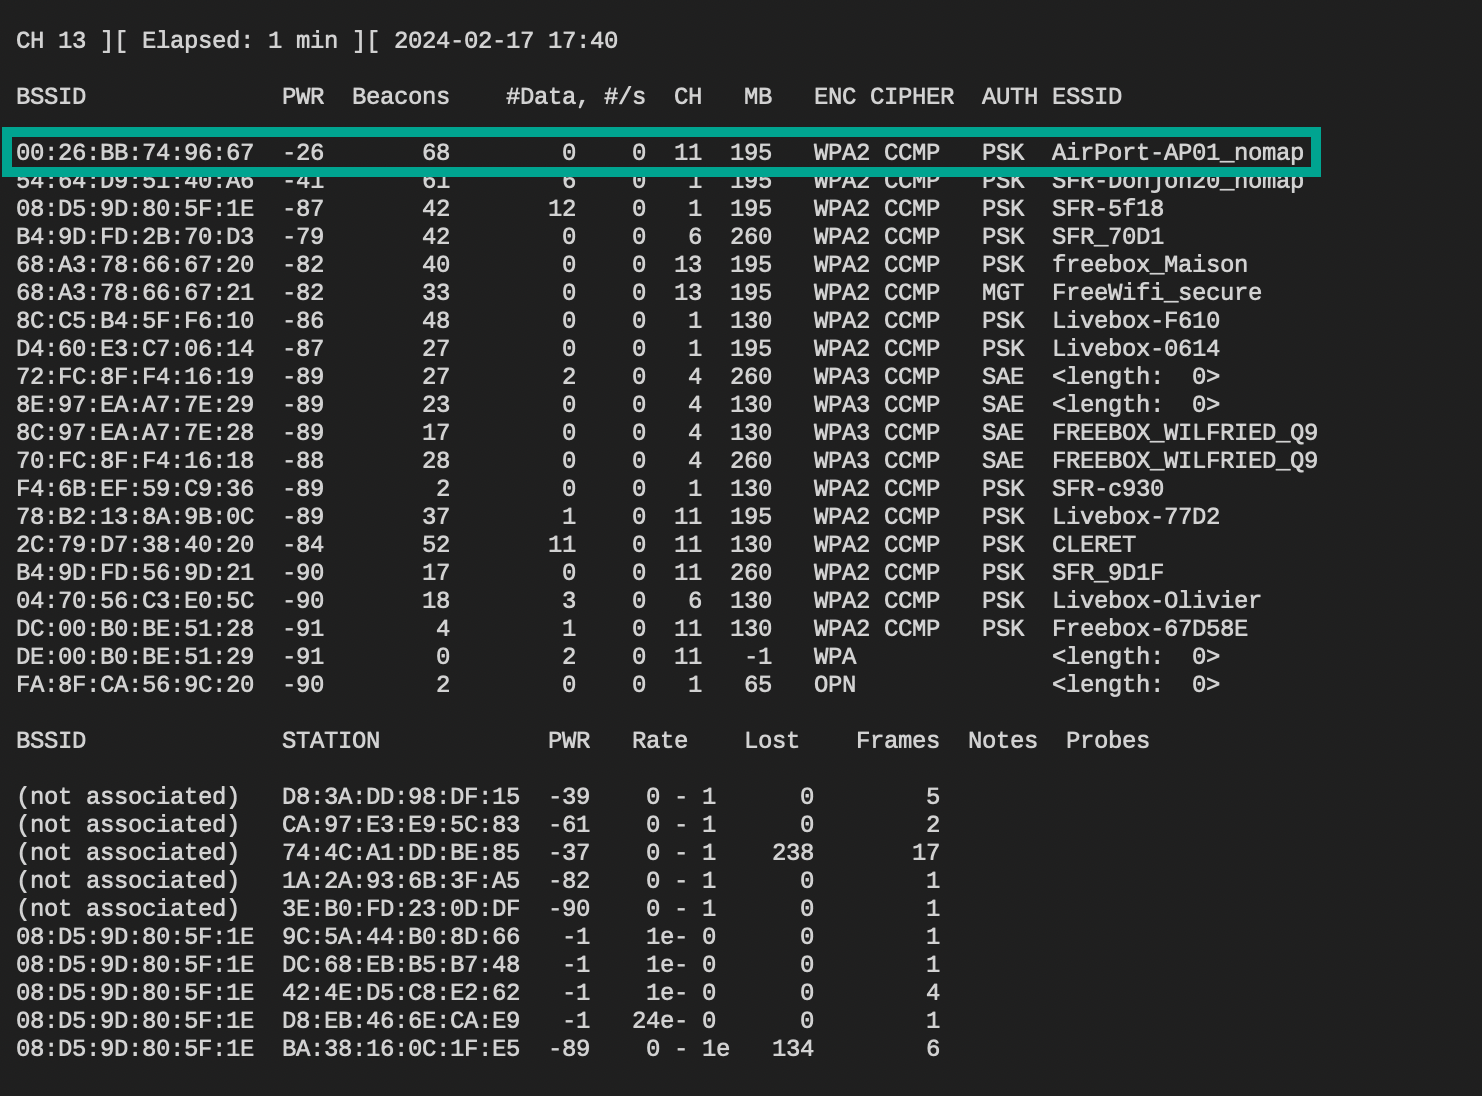 CH 13 ][ Elapsed: 1 min ][ 2024-02-17 17:40
BSSID PWR Beacons #Data, #/s CH MB ENC CIPHER AUTH ESSID
00:26:BB:74:96:67 -26 68 0 0 11 195 WPA2 CCMP PSK AirPort-AP01_nomap
54:64:D9:51:40:A6 -41 61 6 0 1 195 WPA2 CCMP PSK SFR-Donjon20_nomap
08:D5:9D:80:5F:1E -87 42 12 0 1 195 WPA2 CCMP PSK SFR-5f18
B4:9D:FD:2B:70:D3 -79 42 0 0 6 260 WPA2 CCMP PSK SFR_70D1
68:A3:78:66:67:20 -82 40 0 0 13 195 WPA2 CCMP PSK freebox_Maison
68:A3:78:66:67:21 -82 33 0 0 13 195 WPA2 CCMP MGT FreeWifi_secure
8C:C5:B4:5F:F6:10 -86 48 0 0 1 130 WPA2 CCMP PSK Livebox-F610
D4:60:E3:C7:06:14 -87 27 0 0 1 195 WPA2 CCMP PSK Livebox-0614
72:FC:8F:F4:16:19 -89 27 2 0 4 260 WPA3 CCMP SAE <length:  0>
8E:97:EA:A7:7E:29 -89 23 0 0 4 130 WPA3 CCMP SAE <length:  0>
8C:97:EA:A7:7E:28 -89 17 0 0 4 130 WPA3 CCMP SAE FREEBOX_WILFRIED_Q9
70:FC:8F:F4:16:18 -88 28 0 0 4 260 WPA3 CCMP SAE FREEBOX_WILFRIED_Q9
F4:6B:EF:59:C9:36 -89 2 0 0 1 130 WPA2 CCMP PSK SFR-c930
78:B2:13:8A:9B:0C -89 37 1 0 11 195 WPA2 CCMP PSK Livebox-77D2
2C:79:D7:38:40:20 -84 52 11 0 11 130 WPA2 CCMP PSK CLERET
B4:9D:FD:56:9D:21 -90 17 0 0 11 260 WPA2 CCMP PSK SFR_9D1F
04:70:56:C3:E0:5C -90 18 3 0 6 130 WPA2 CCMP PSK Livebox-Olivier
DC:00:B0:BE:51:28 -91 4 1 0 11 130 WPA2 CCMP PSK Freebox-67D58E
DE:00:B0:BE:51:29 -91 0 2 0 11 -1 WPA <length:  0>
FA:8F:CA:56:9C:20 -90 2 0 0 1 65 OPN <length:  0>
BSSID STATION PWR Rate Lost Frames Notes Probes
(not associated) D8:3A:DD:98:DF:15 -39 0 - 1 0 5
(not associated) CA:97:E3:E9:5C:83 -61 0 - 1 0 2
(not associated) 74:4C:A1:DD:BE:85 -37 0 - 1 238 17
(not associated) 1A:2A:93:6B:3F:A5 -82 0 - 1 0 1
(not associated) 3E:B0:FD:23:0D:DF -90 0 - 1 0 1
08:D5:9D:80:5F:1E 9C:5A:44:B0:8D:66 -1 1e- 0 0 1
08:D5:9D:80:5F:1E DC:68:EB:B5:B7:48 -1 1e- 0 0 1
08:D5:9D:80:5F:1E 42:4E:D5:C8:E2:62 -1 1e- 0 0 4
08:D5:9D:80:5F:1E D8:EB:46:6E:CA:E9 -1 24e- 0 0 1
08:D5:9D:80:5F:1E BA:38:16:0C:1F:E5 -89 0 - 1e 134 6